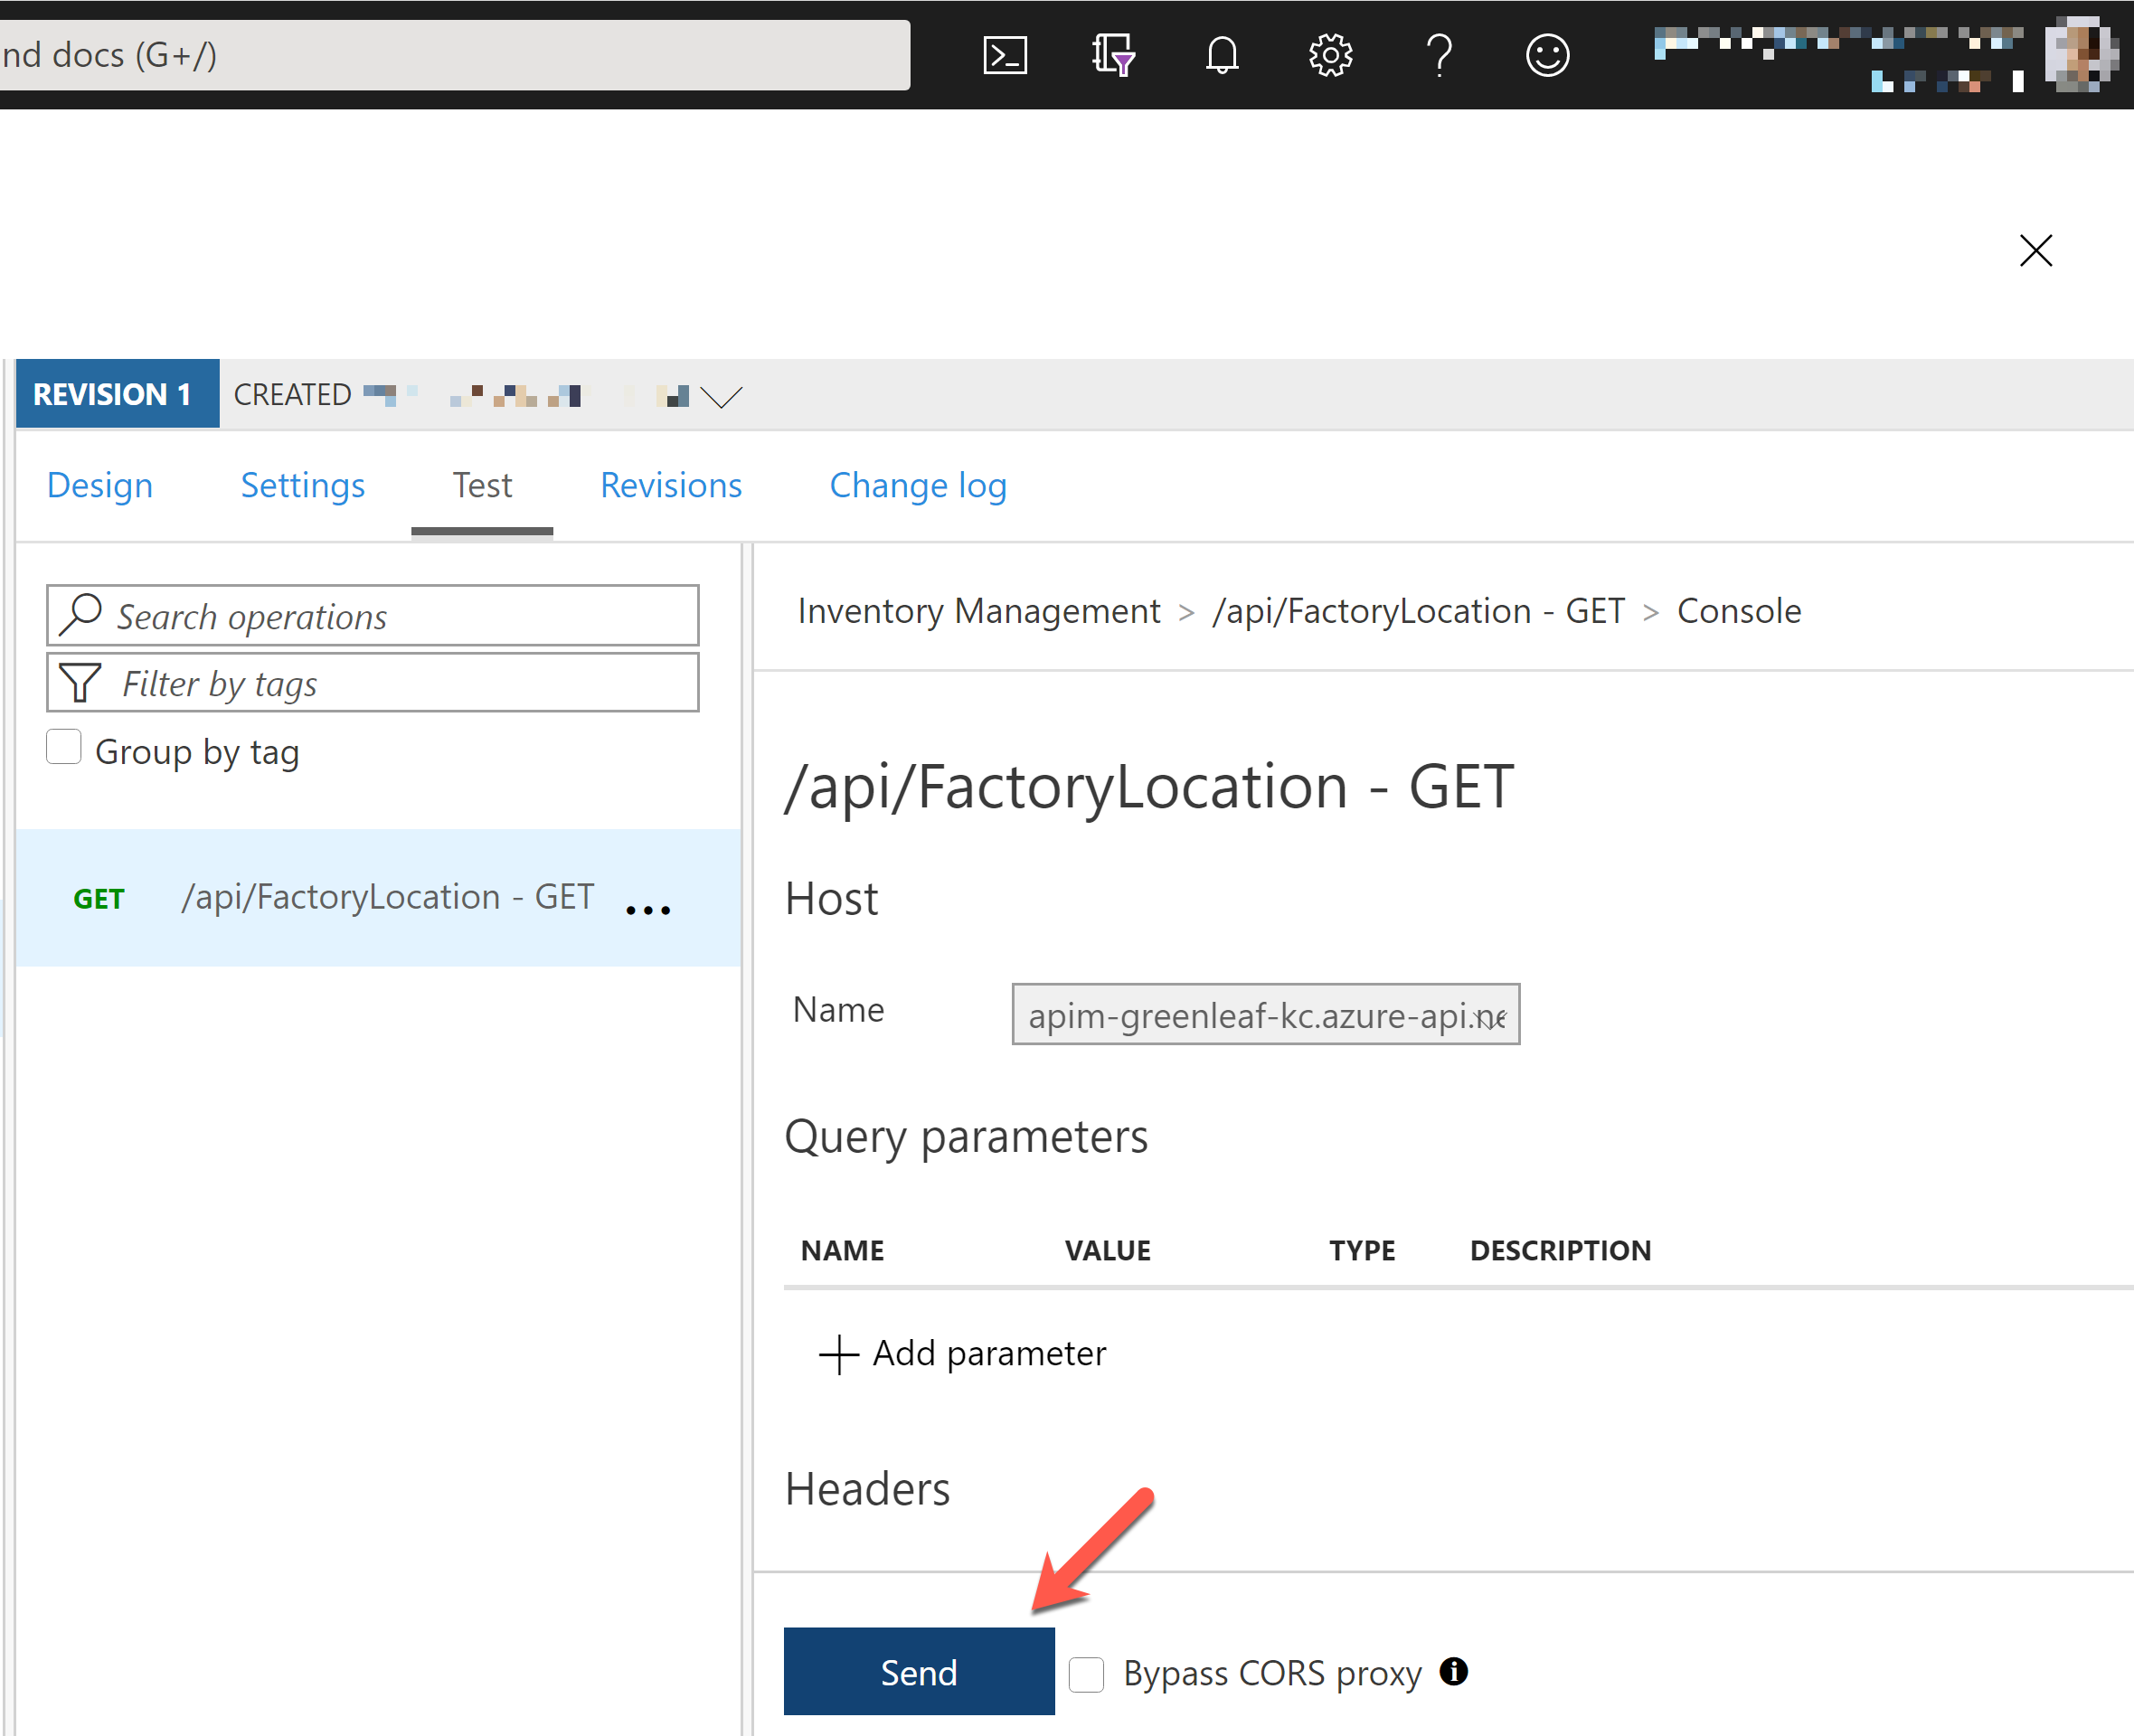 nd docs (G+/)
REVISION 1 CREATED
Design Settings Test Revisions Change log
Search operations
Filter by tags
Group by tag
GET /api/FactoryLocation - GET ...
Inventory Management > /api/FactoryLocation - GET > Console
/api/FactoryLocation - GET
Host
Name apim-greenleaf-kc.azure-api.ne
Query parameters
NAME VALUE TYPE DESCRIPTION
Add parameter
Headers
Send Bypass CORS proxy